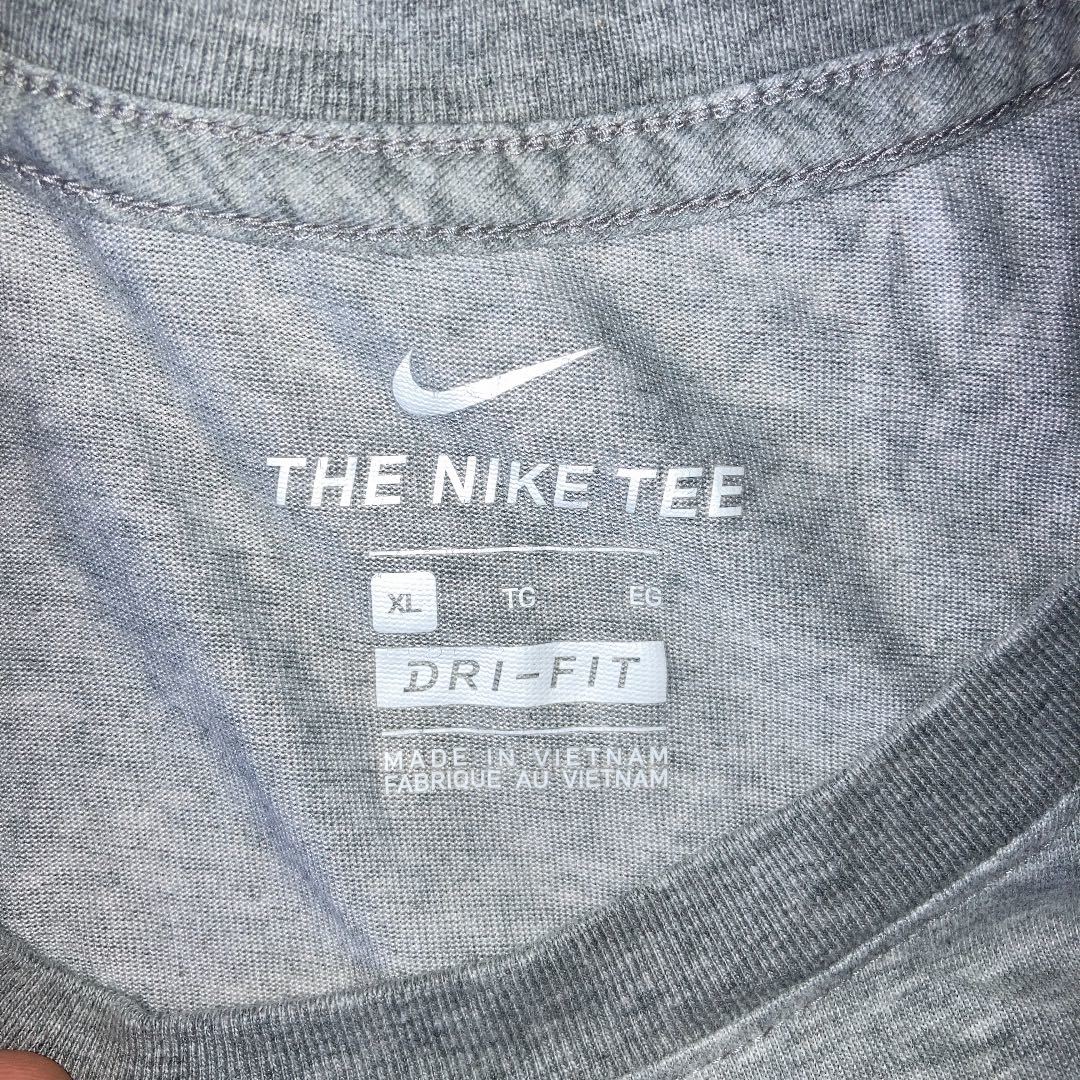 THE NIKE TEE
XL TG EG
DRI-FIT
MADE IN VIETNAM
FABRIQUE AU VIETNAM